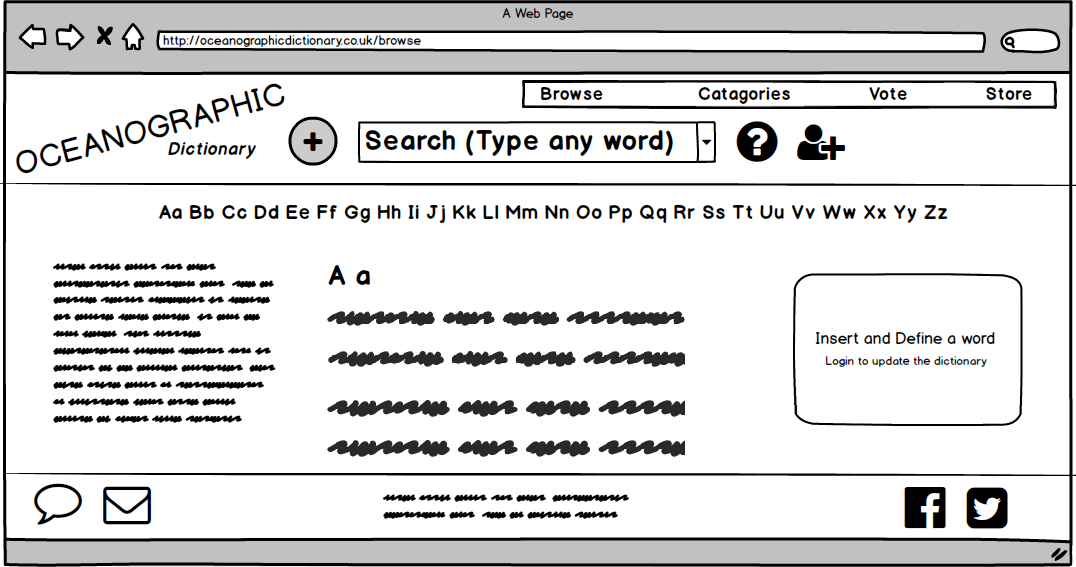 A Web Page
http://oceanographicdictionary.co.uk/browse
Browse Catagories Vote Store
OCEANOGRAPHIC
Dictionary
Search (Type any word)
Aa Bb Cc Dd Ee Ff Gg Hh Ii Jj Kk Ll Mm Nn Oo Pp Qq Rr Ss Tt Uu Vv Ww Xx Yy Zz
A a
Insert and Define a word
Login to update the dictionary